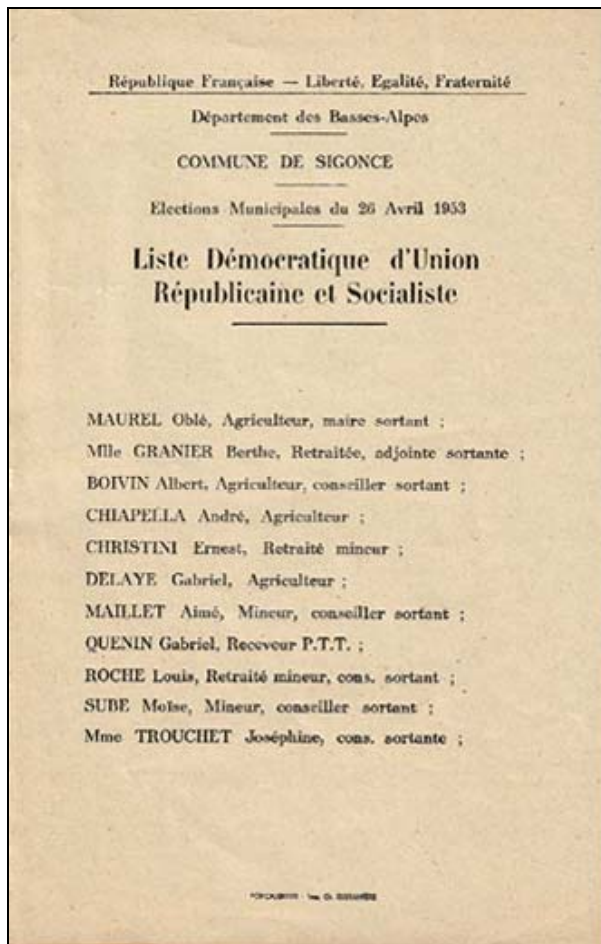 République Française — Liberté, Egalité, Fraternité
Département des Basses-Alpes
COMMUNE DE SIGONCE
Elections Municipales du 26 Avril 1953
Liste Démocratique d'Union
Républicaine et Socialiste
MAUREL Oblé, Agriculteur, maire sortant ;
Mlle GRANIER Berthe, Retraitée, adjointe sortante ;
BOIVIN Albert, Agriculteur, conseiller sortant ;
CHIAPELLA André, Agriculteur ;
CHRISTINI Ernest, Retraité mineur ;
DELAYE Gabriel, Agriculteur ;
MAILLET Aimé, Mineur, conseiller sortant ;
QUENIN Gabriel, Receveur P.T.T. ;
ROCHE Louis, Retraité mineur, cons. sortant ;
SUBE Moïse, Mineur, conseiller sortant ;
Mme TROUCHET Joséphine, cons. sortante ;